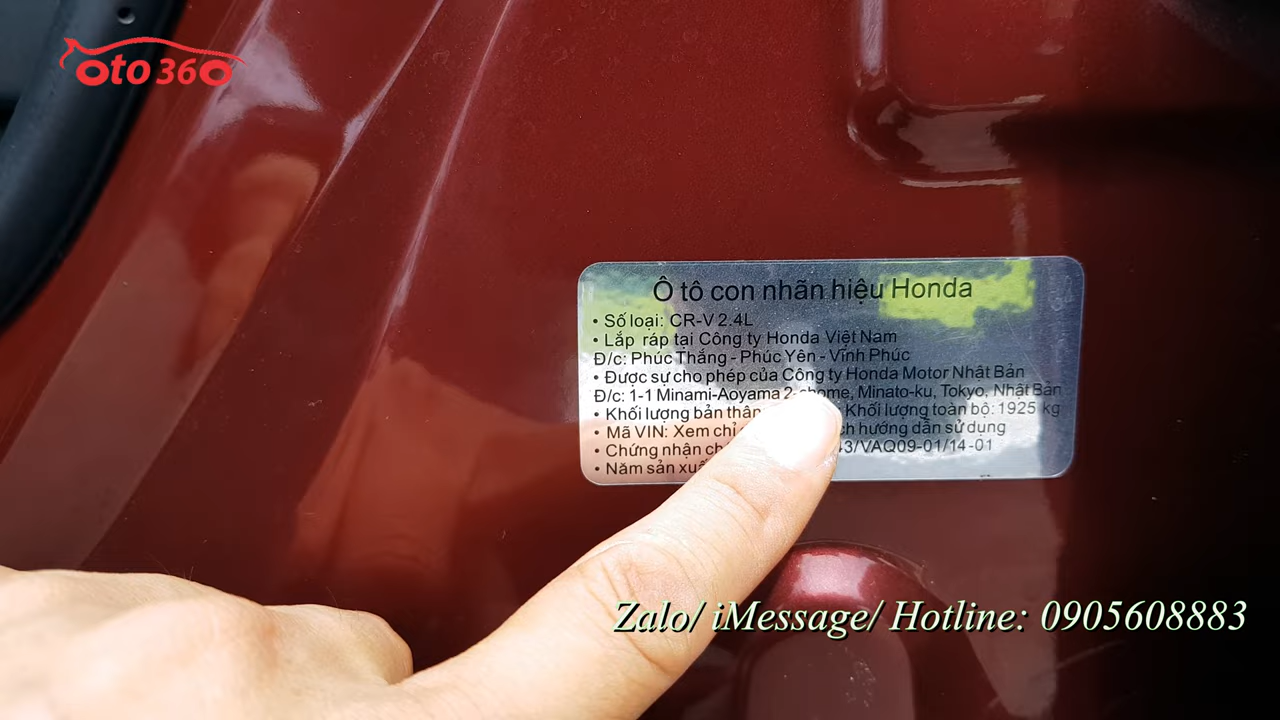 oto360
Ô tô con nhãn hiệu Honda
• Số loại: CR-V 2.4L
• Lắp ráp tại Công ty Honda Việt Nam
Đ/c: Phúc Thắng - Phúc Yên - Vĩnh Phúc
• Được sự cho phép của Công ty Honda Motor Nhật Bản
Đ/c: 1-1 Minami-Aoyama 2-chome, Minato-ku, Tokyo, Nhật Bản
• Khối lượng bản thân Khối lượng toàn bộ: 1925 kg
• Mã VIN: Xem chỉ hướng dẫn sử dụng
• Chứng nhận 43/VAQ09-01/14-01
• Năm sản xuất
Zalo/ iMessage/ Hotline: 0905608883